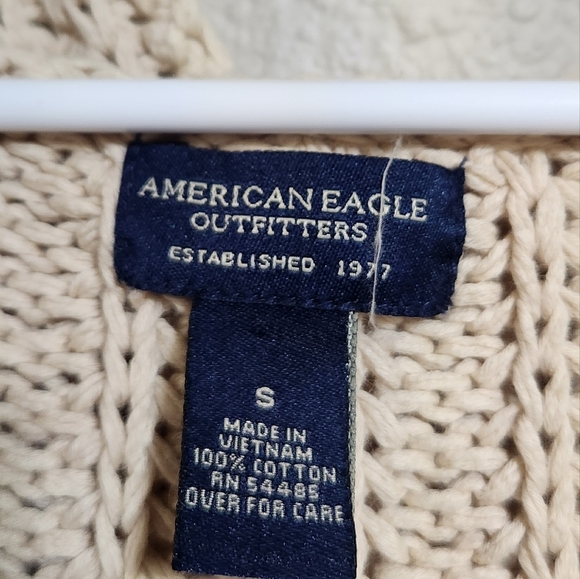 AMERICAN EAGLE
OUTFITTERS
ESTABLISHED 1977
S
MADE IN
VIETNAM
100% COTTON
RN 54485
OVER FOR CARE